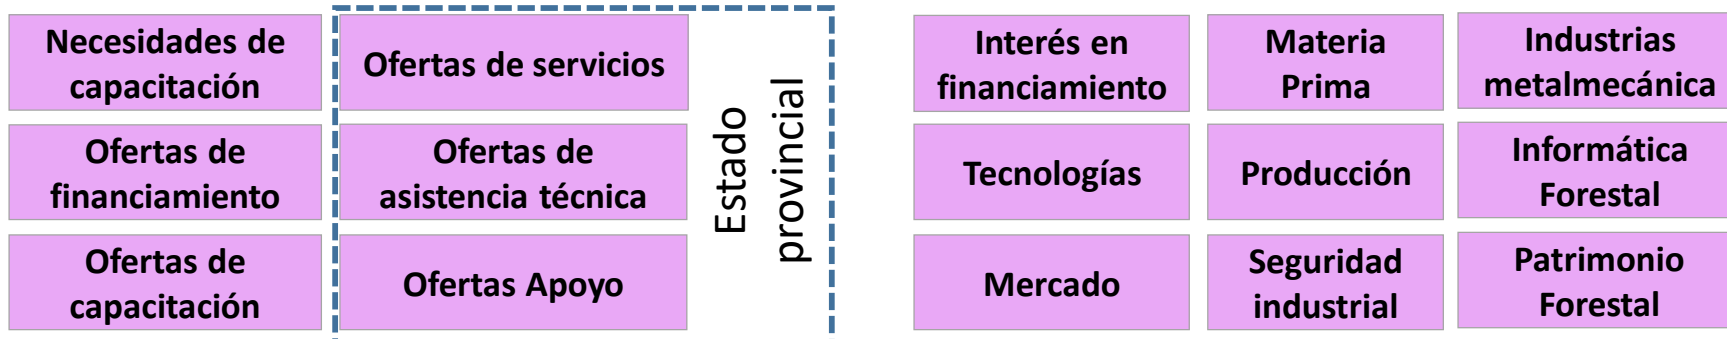 Necesidades de
capacitación
Ofertas de servicios
Ofertas de
financiamiento
Ofertas de
asistencia técnica
Ofertas de
capacitación
Ofertas Apoyo
Estado
provincial
Interés en
financiamiento
Materia
Prima
Industrias
metalmecánica
Tecnologías
Producción
Informática
Forestal
Mercado
Seguridad
industrial
Patrimonio
Forestal